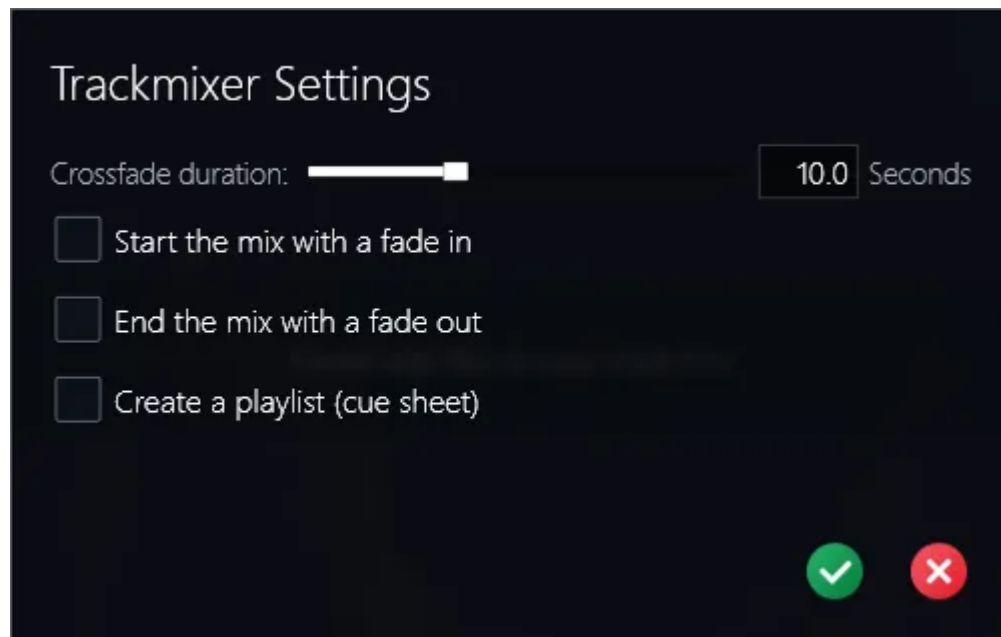 Trackmixer Settings
Crossfade duration: 10.0 Seconds
Start the mix with a fade in
End the mix with a fade out
Create a playlist (cue sheet)